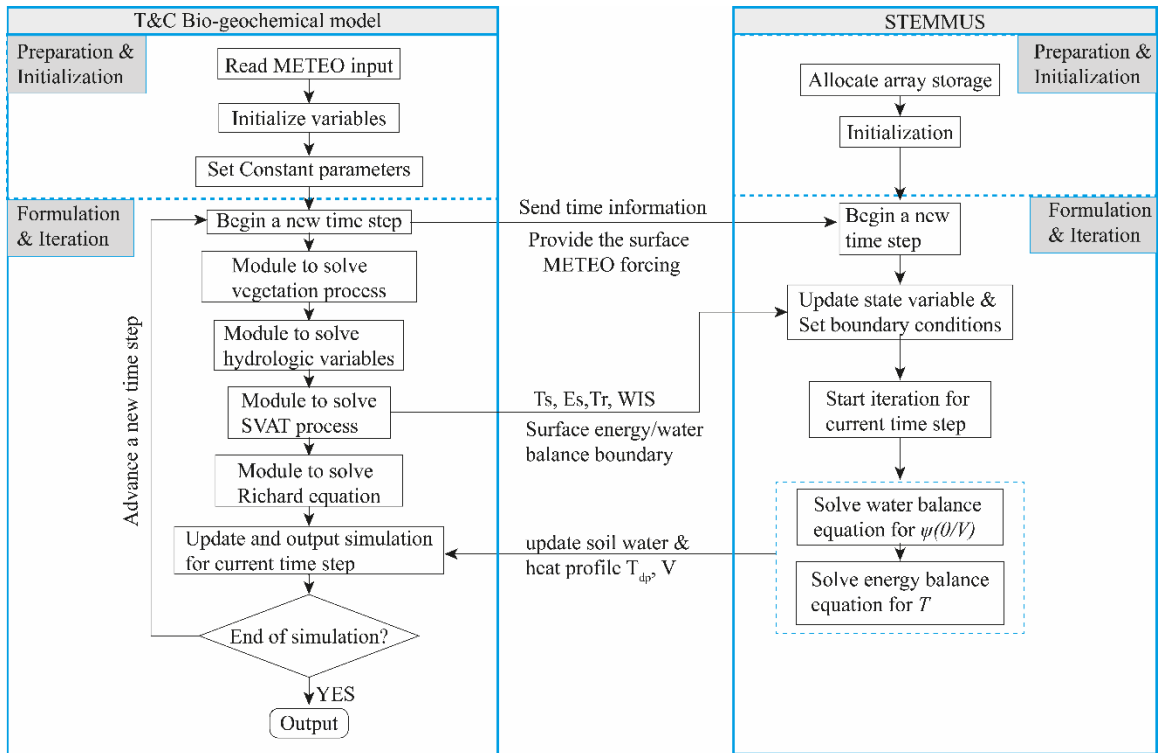 T&C Bio-geochemical model
Preparation &
Initialization
Read METEO input
Initialize variables
Set Constant parameters
Formulation
& Iteration
Begin a new time step
Module to solve
vegetation process
Module to solve
hydrologic variables
Module to solve
SVAT process
Module to solve
Richard equation
Update and output simulation
for current time step
End of simulation?
YES
Output
Advance a new time step
Send time information
Provide the surface
METEO forcing
Ts, Es,Tr, WIS
Surface energy/water
balance boundary
update soil water &
heat profile T_dp, V
STEMMUS
Preparation &
Initialization
Allocate array storage
Initialization
Formulation
& Iteration
Begin a new
time step
Update state variable &
Set boundary conditions
Start iteration for
current time step
Solve water balance
equation for ψ(θ/V)
Solve energy balance
equation for T